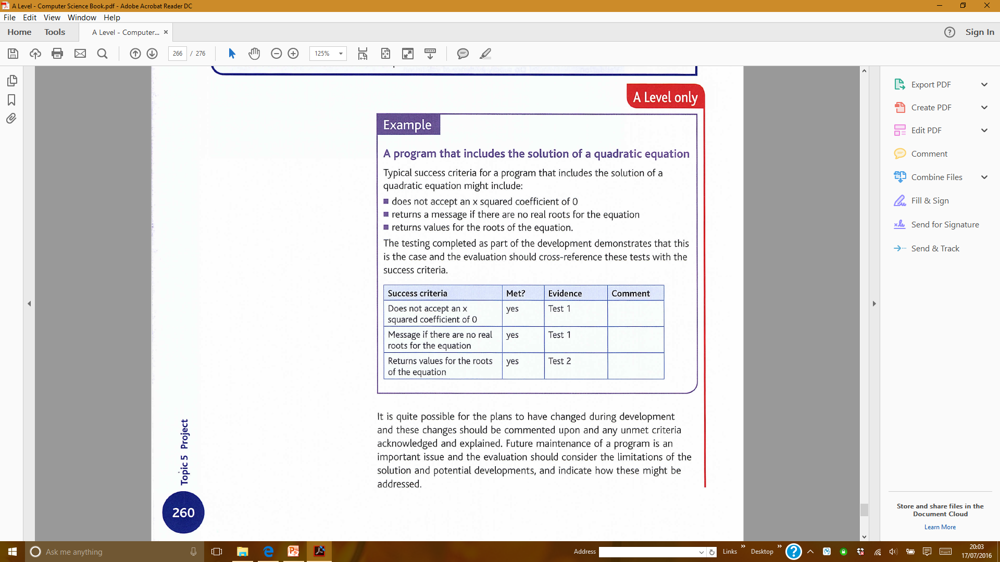 A Level - Computer Science Book.pdf - Adobe Acrobat Reader DC
File Edit View Window Help
Home Tools A Level - Computer... × Sign In
266 / 276 125%
A Level only
Example
A program that includes the solution of a quadratic equation
Typical success criteria for a program that includes the solution of a
quadratic equation might include:
■ does not accept an x squared coefficient of 0
■ returns a message if there are no real roots for the equation
■ returns values for the roots of the equation.
The testing completed as part of the development demonstrates that this
is the case and the evaluation should cross-reference these tests with the
success criteria.
Success criteria Met? Evidence Comment
Does not accept an x
squared coefficient of 0 yes Test 1
Message if there are no real
roots for the equation yes Test 1
Returns values for the roots
of the equation yes Test 2
It is quite possible for the plans to have changed during development
and these changes should be commented upon and any unmet criteria
acknowledged and explained. Future maintenance of a program is an
important issue and the evaluation should consider the limitations of the
solution and potential developments, and indicate how these might be
addressed.
Topic 5 Project
260
Export PDF
Create PDF
Edit PDF
Comment
Combine Files
Fill & Sign
Send for Signature
Send & Track
Store and share files in the
Document Cloud
Learn More
Ask me anything
Address Links » Desktop »
20:03
17/07/2016